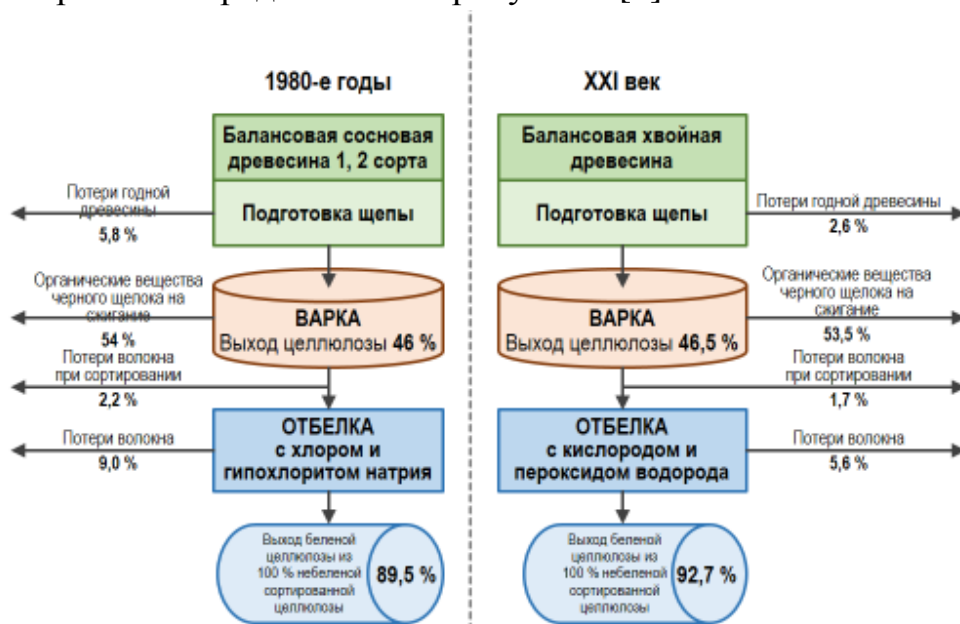 1980-е годы
Балансовая сосновая
древесина 1, 2 сорта
Подготовка щепы
Потери годной
древесины
5,8 %
Органические вещества
черного щелока на
сжигание
54 %
ВАРКА
Выход целлюлозы 46 %
Потери волокна
при сортировании
2,2 %
ОТБЕЛКА
с хлором и
гипохлоритом натрия
Потери волокна
9,0 %
Выход беленой
целлюлозы из
100 % небеленой
сортированной
целлюлозы
89,5 %
XXI век
Балансовая хвойная
древесина
Подготовка щепы
Потери годной древесины
2,6 %
Органические вещества
черного щелока на
сжигание
53,5 %
ВАРКА
Выход целлюлозы 46,5 %
Потери волокна
при сортировании
1,7 %
ОТБЕЛКА
с кислородом и
пероксидом водорода
Потери волокна
5,6 %
Выход беленой
целлюлозы из
100 % небеленой
сортированной
целлюлозы
92,7 %